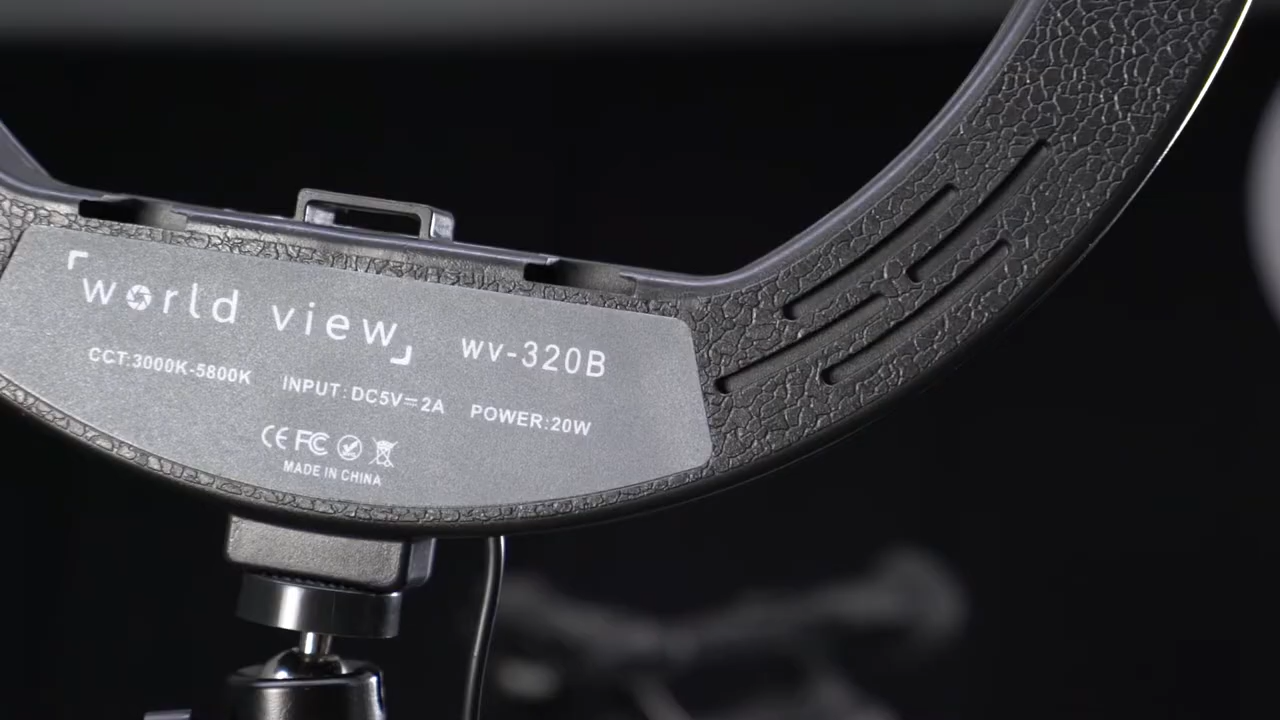 world view WV-320B
CCT:3000K-5800K INPUT:DC5V⎓2A POWER:20W
CE FC
MADE IN CHINA